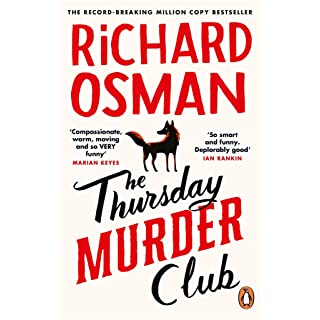 THE RECORD-BREAKING MILLION COPY BESTSELLER
RiCHARD
OSMAN
‘Compassionate,
warm, moving
and so VERY
funny’
MARIAN KEYES
‘So smart
and funny.
Deplorably good’
IAN RANKIN
The
Thursday
MURDER
Club